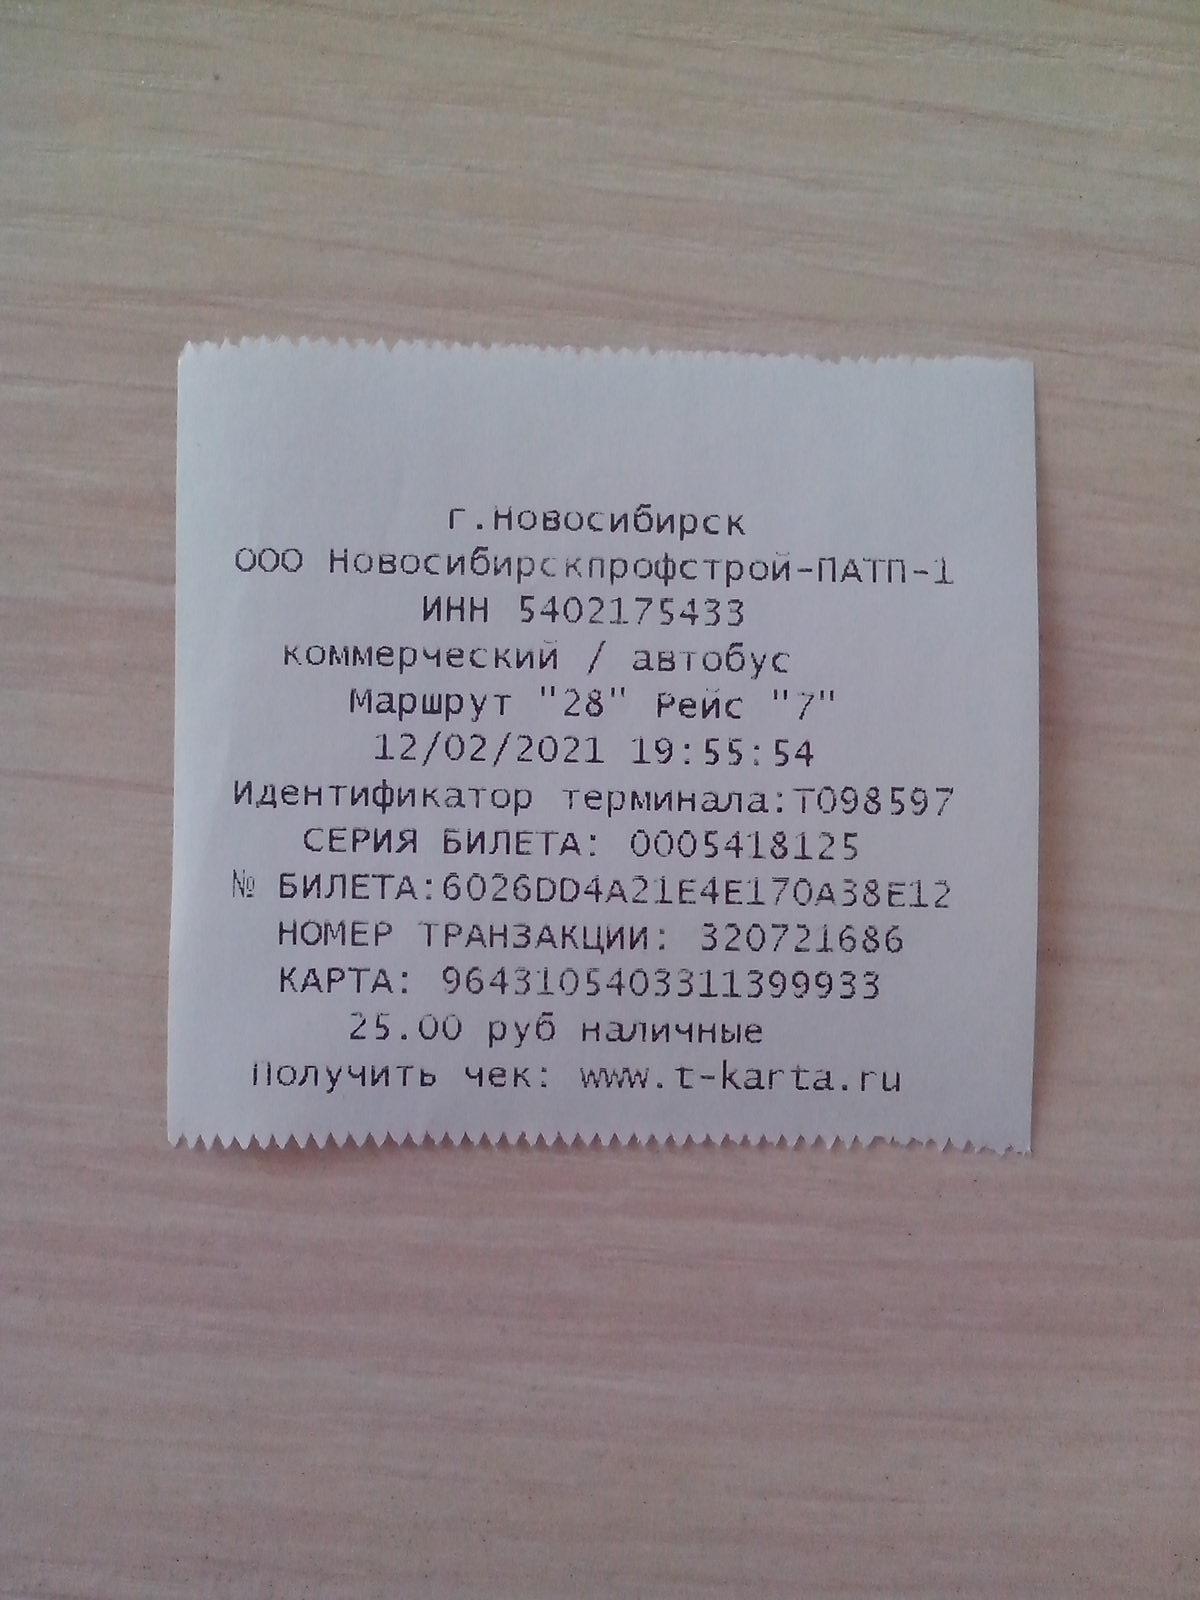 г.Новосибирск
ООО Новосибирскпрофстрой-ПАТП-1
ИНН 5402175433
коммерческий / автобус
Маршрут "28" Рейс "7"
12/02/2021 19:55:54
Идентификатор терминала:T098597
СЕРИЯ БИЛЕТА: 0005418125
№ БИЛЕТА:6026DD4A21E4E170A38E12
НОМЕР ТРАНЗАКЦИИ: 320721686
КАРТА: 9643105403311399933
25.00 руб наличные
Получить чек: www.t-karta.ru